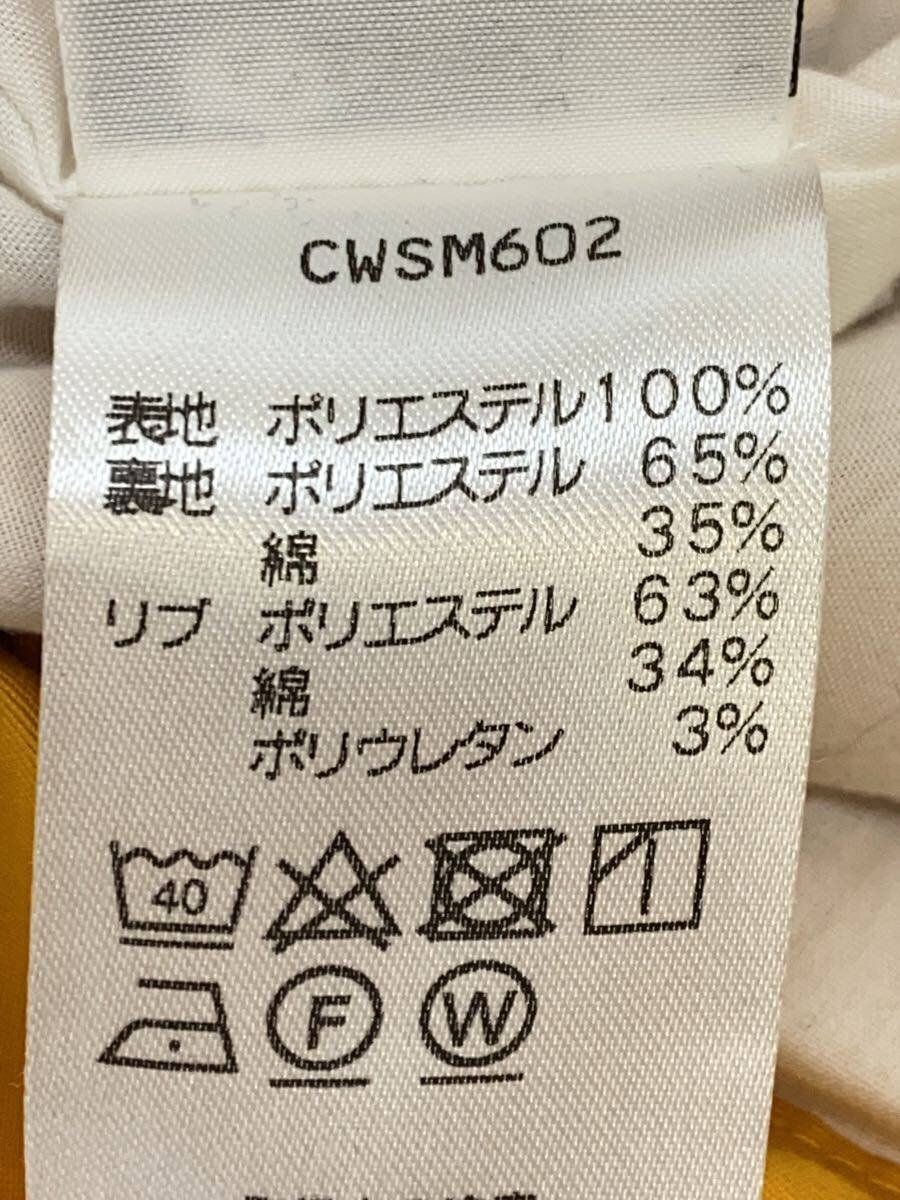 CWSM602
表地 ポリエステル100%
裏地 ポリエステル 65%
綿 35%
リブ ポリエステル 63%
綿 34%
ポリウレタン 3%
40
F W